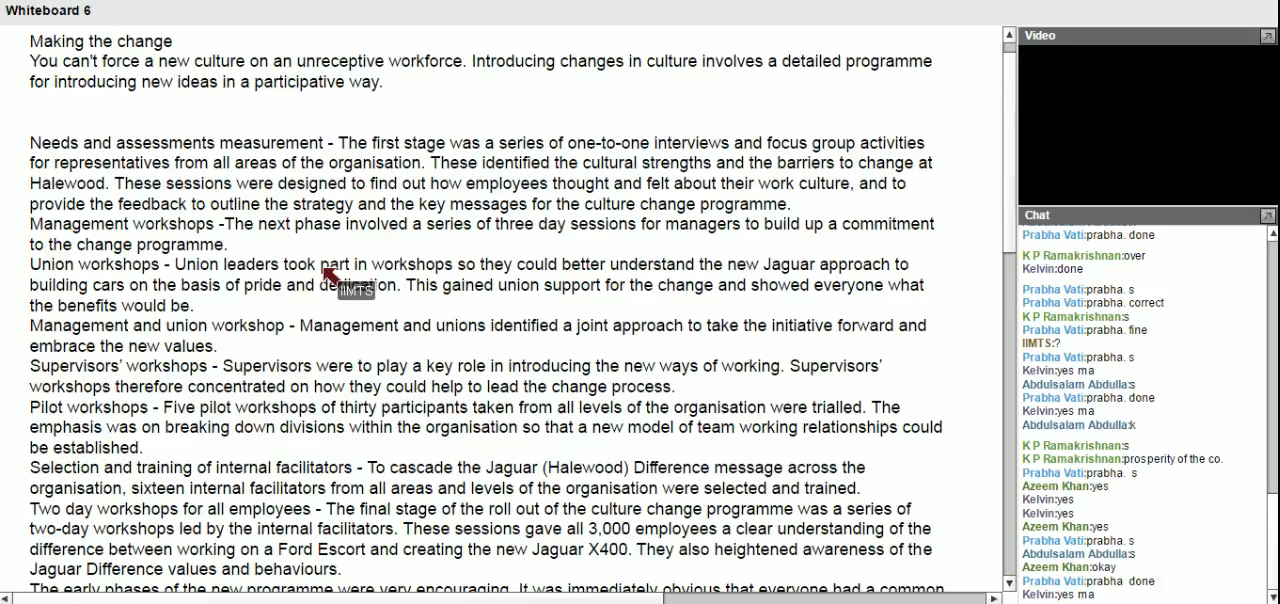 Whiteboard 6
Making the change
You can't force a new culture on an unreceptive workforce. Introducing changes in culture involves a detailed programme
for introducing new ideas in a participative way.
Needs and assessments measurement - The first stage was a series of one-to-one interviews and focus group activities
for representatives from all areas of the organisation. These identified the cultural strengths and the barriers to change at
Halewood. These sessions were designed to find out how employees thought and felt about their work culture, and to
provide the feedback to outline the strategy and the key messages for the culture change programme.
Management workshops -The next phase involved a series of three day sessions for managers to build up a commitment
to the change programme.
Union workshops - Union leaders took part in workshops so they could better understand the new Jaguar approach to
building cars on the basis of pride and dedication. This gained union support for the change and showed everyone what
the benefits would be.
IIMTS
Management and union workshop - Management and unions identified a joint approach to take the initiative forward and
embrace the new values.
Supervisors' workshops - Supervisors were to play a key role in introducing the new ways of working. Supervisors'
workshops therefore concentrated on how they could help to lead the change process.
Pilot workshops - Five pilot workshops of thirty participants taken from all levels of the organisation were trialled. The
emphasis was on breaking down divisions within the organisation so that a new model of team working relationships could
be established.
Selection and training of internal facilitators - To cascade the Jaguar (Halewood) Difference message across the
organisation, sixteen internal facilitators from all areas and levels of the organisation were selected and trained.
Two day workshops for all employees - The final stage of the roll out of the culture change programme was a series of
two-day workshops led by the internal facilitators. These sessions gave all 3,000 employees a clear understanding of the
difference between working on a Ford Escort and creating the new Jaguar X400. They also heightened awareness of the
Jaguar Difference values and behaviours.
The early phases of the new programme were very encouraging. It was immediately obvious that everyone had a common
Video
Chat
Prabha Vati:prabha. done
K P Ramakrishnan:over
Kelvin:done
Prabha Vati:prabha. s
Prabha Vati:prabha. correct
K P Ramakrishnan:s
Prabha Vati:prabha. fine
IIMTS:?
Prabha Vati:prabha. s
Kelvin:yes ma
Abdulsalam Abdulla:s
Prabha Vati:prabha. done
Kelvin:yes ma
Abdulsalam Abdulla:k
K P Ramakrishnan:s
K P Ramakrishnan:prosperity of the co.
Prabha Vati:prabha. s
Azeem Khan:yes
Kelvin:yes
Kelvin:yes
Azeem Khan:yes
Prabha Vati:prabha. s
Abdulsalam Abdulla:s
Azeem Khan:okay
Prabha Vati:prabha done
Kelvin:yes ma